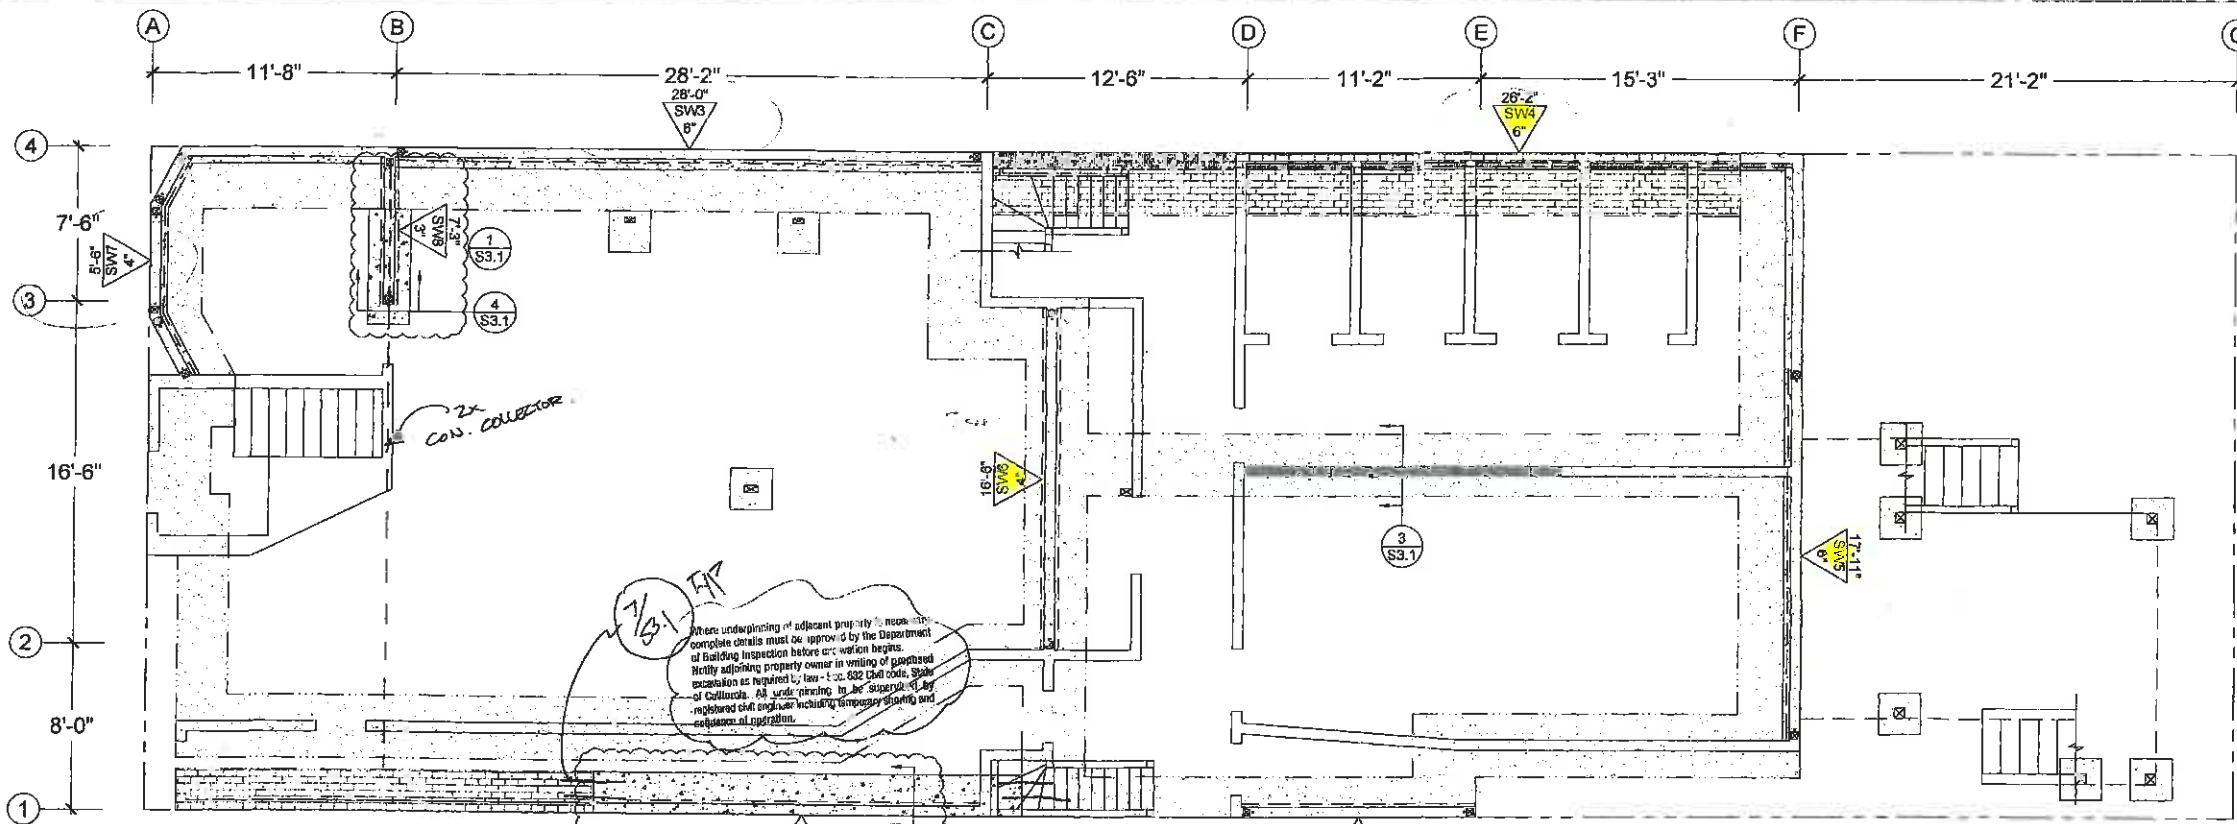 A B C D E F
11'-8" 28'-2" 12'-6" 11'-2" 15'-3" 21'-2"
28'-0"
SW3
6"
26'-2"
SW4
6"
4
7'-6"
5'-6"
SW7
4"
7'-3"
SW8
3"
1
S3.1
3
4
S3.1
2X
CON. COLLECTOR
16'-6"
16'-6"
4"
3
S3.1
17'-11"
SW5
6"
7/S3.1
Where underpinning of adjacent property is necessary
complete details must be approved by the Department
of Building Inspection before excavation begins.
Notify adjoining property owner in writing of proposed
excavation as required by law - Sec. 832 Civil code, State
of California. All underpinning to be supervised by
registered civil engineer including temporary shoring and
sequence of operation.
2
8'-0"
1